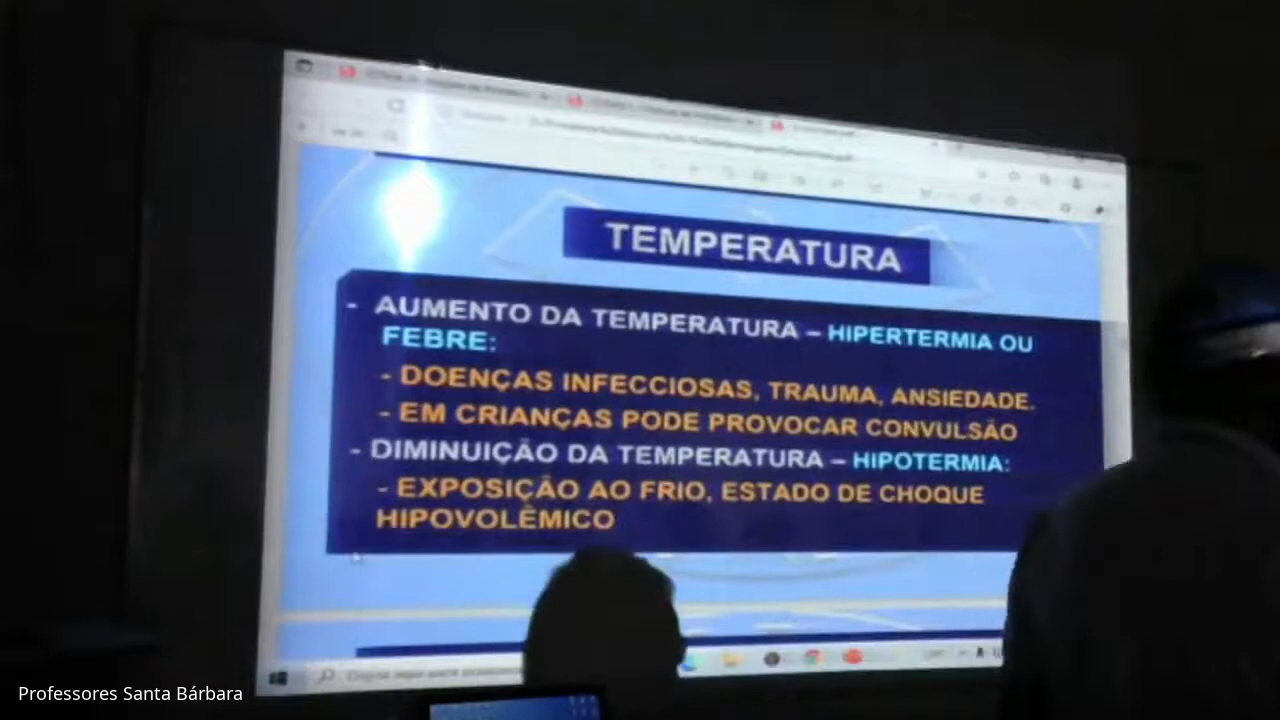 TEMPERATURA
- AUMENTO DA TEMPERATURA – HIPERTERMIA OU
FEBRE:
- DOENÇAS INFECCIOSAS, TRAUMA, ANSIEDADE.
- EM CRIANÇAS PODE PROVOCAR CONVULSÃO
- DIMINUIÇÃO DA TEMPERATURA – HIPOTERMIA:
- EXPOSIÇÃO AO FRIO, ESTADO DE CHOQUE
HIPOVOLÊMICO
Professores Santa Bárbara